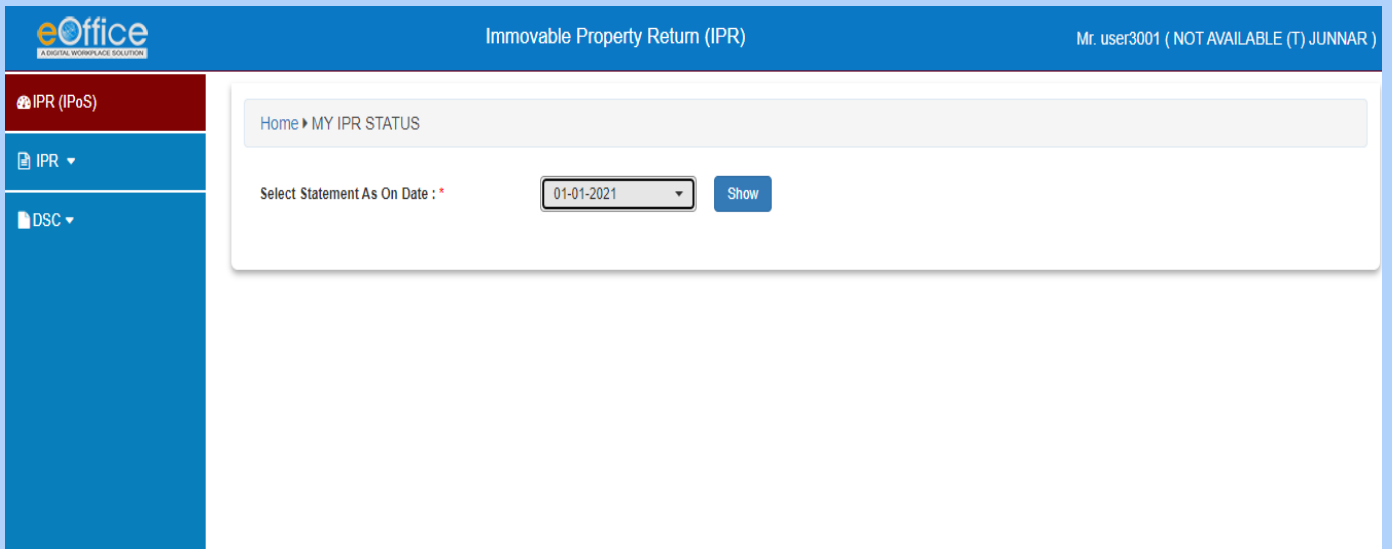 eOffice
A DIGITAL WORKPLACE SOLUTION
Immovable Property Return (IPR)
Mr. user3001 ( NOT AVAILABLE (T) JUNNAR )
IPR (IPoS)
IPR
DSC
Home MY IPR STATUS
Select Statement As On Date : *
01-01-2021
Show